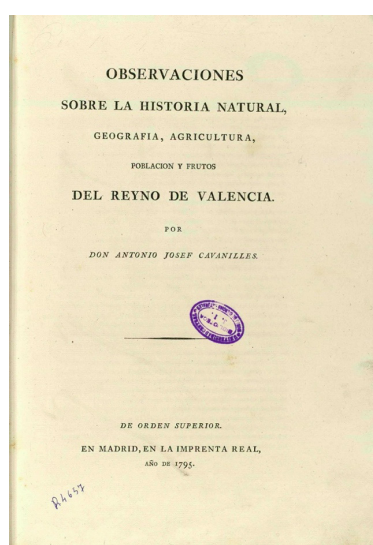 OBSERVACIONES
SOBRE LA HISTORIA NATURAL,
GEOGRAFIA, AGRICULTURA,
POBLACION Y FRUTOS
DEL REYNO DE VALENCIA.
POR
DON ANTONIO JOSEF CAVANILLES.
DE ORDEN SUPERIOR.
EN MADRID, EN LA IMPRENTA REAL,
AÑO DE 1795.
R.4657